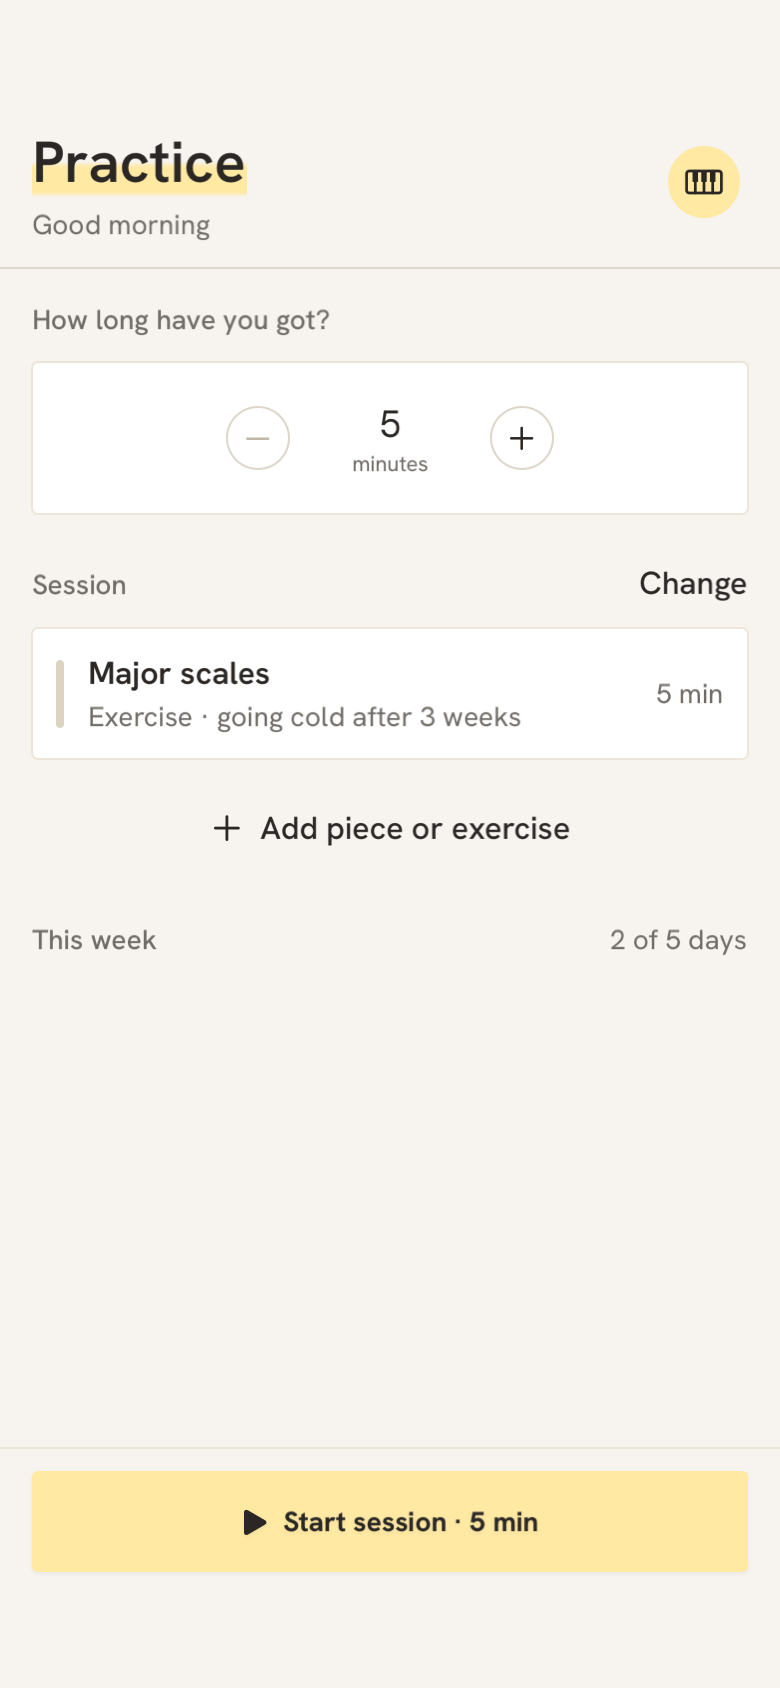 Practice
Good morning
How long have you got?
5
minutes
Session
Change
Major scales
Exercise · going cold after 3 weeks
5 min
Add piece or exercise
This week
2 of 5 days
Start session · 5 min